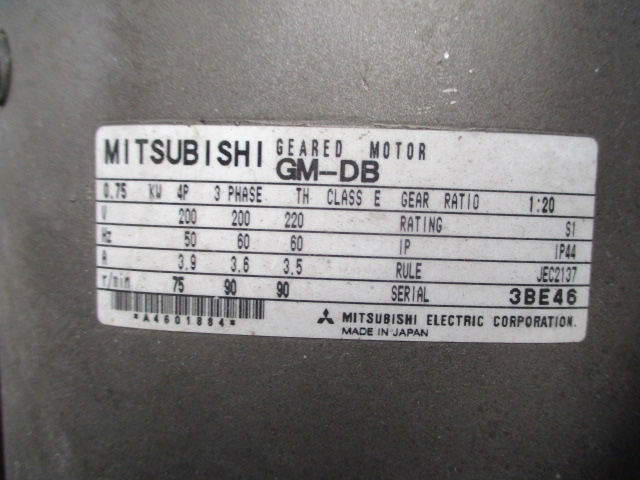 MITSUBISHI GEARED MOTOR
GM-DB
0.75 KW 4P 3 PHASE TH CLASS E GEAR RATIO 1:20
V 200 200 220 RATING S1
Hz 50 60 60 IP IP44
A 3.9 3.6 3.5 RULE JEC2137
r/min 75 90 90 SERIAL 3BE46
*A4601884*
MITSUBISHI ELECTRIC CORPORATION.
MADE IN JAPAN